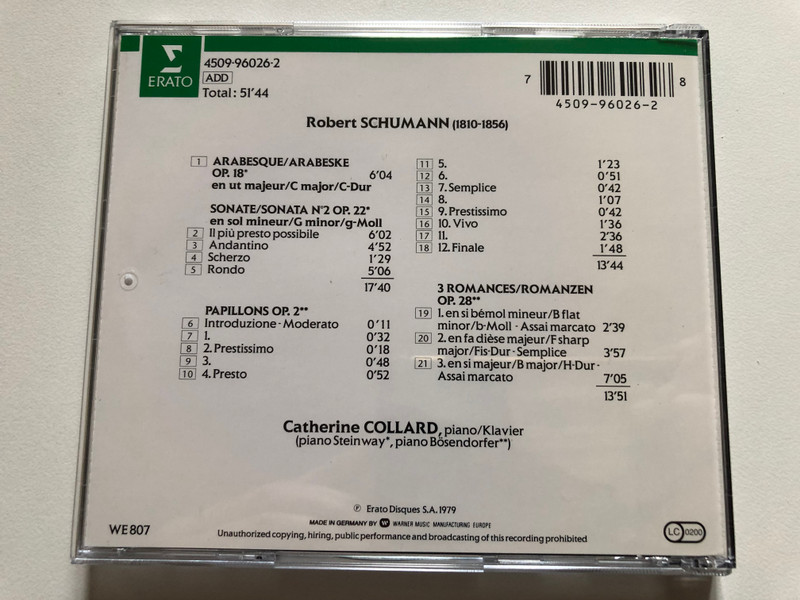 ERATO
4509-96026-2
ADD
Total: 51'44
7 8
4509-96026-2
Robert SCHUMANN (1810-1856)
1 ARABESQUE/ARABESKE
OP. 18* 6'04
en ut majeur/C major/C-Dur
SONATE/SONATA N°2 OP. 22*
en sol mineur/G minor/g-Moll
2 Il più presto possibile 6'02
3 Andantino 4'52
4 Scherzo 1'29
5 Rondo 5'06
17'40
PAPILLONS OP. 2**
6 Introduzione · Moderato 0'11
7 1. 0'32
8 2. Prestissimo 0'18
9 3. 0'48
10 4. Presto 0'52
11 5. 1'23
12 6. 0'51
13 7. Semplice 0'42
14 8. 1'07
15 9. Prestissimo 0'42
16 10. Vivo 1'36
17 11. 2'36
18 12. Finale 1'48
13'44
3 ROMANCES/ROMANZEN
OP. 28**
19 1. en si bémol mineur/B flat
minor/b-Moll · Assai marcato 2'39
20 2. en fa dièse majeur/F sharp
major/Fis-Dur · Semplice 3'57
21 3. en si majeur/B major/H-Dur ·
Assai marcato 7'05
13'51
Catherine COLLARD, piano/Klavier
(piano Steinway*, piano Bösendorfer**)
℗ Erato Disques S.A. 1979
MADE IN GERMANY BY WARNER MUSIC MANUFACTURING EUROPE
WE 807
Unauthorized copying, hiring, public performance and broadcasting of this recording prohibited
LC 0200